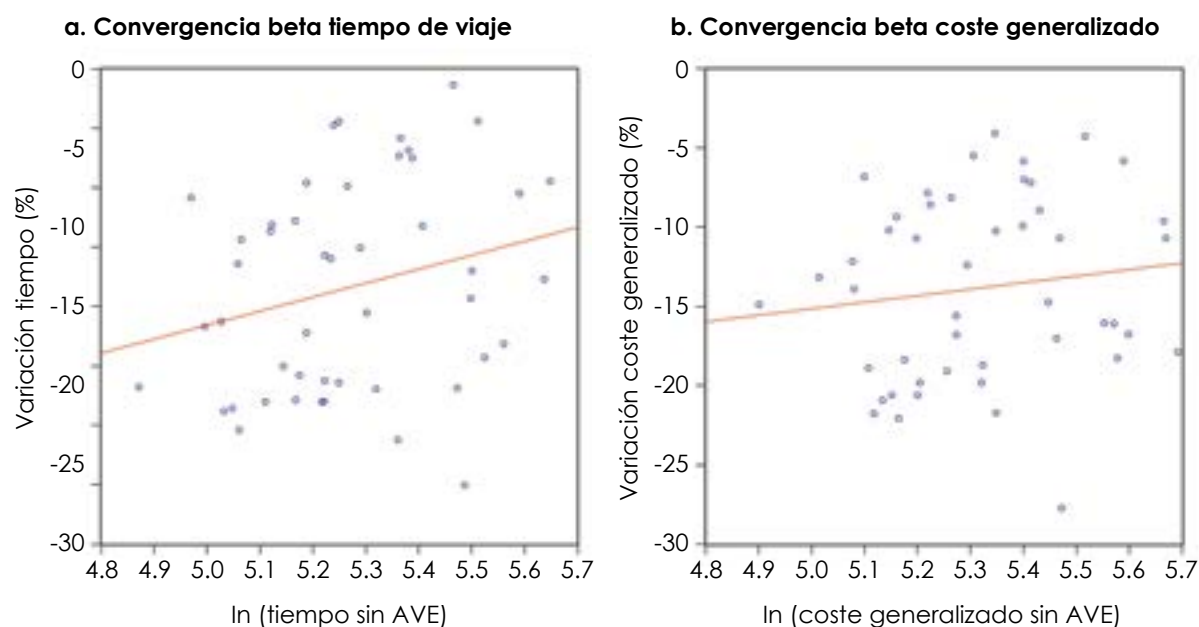 a. Convergencia beta tiempo de viaje
0
-5
-10
-15
-20
-25
-30
Variación tiempo (%)
4.8 4.9 5.0 5.1 5.2 5.3 5.4 5.5 5.6 5.7
ln (tiempo sin AVE)
b. Convergencia beta coste generalizado
0
-5
-10
-15
-20
-25
-30
Variación coste generalizado (%)
4.8 4.9 5.0 5.1 5.2 5.3 5.4 5.5 5.6 5.7
ln (coste generalizado sin AVE)